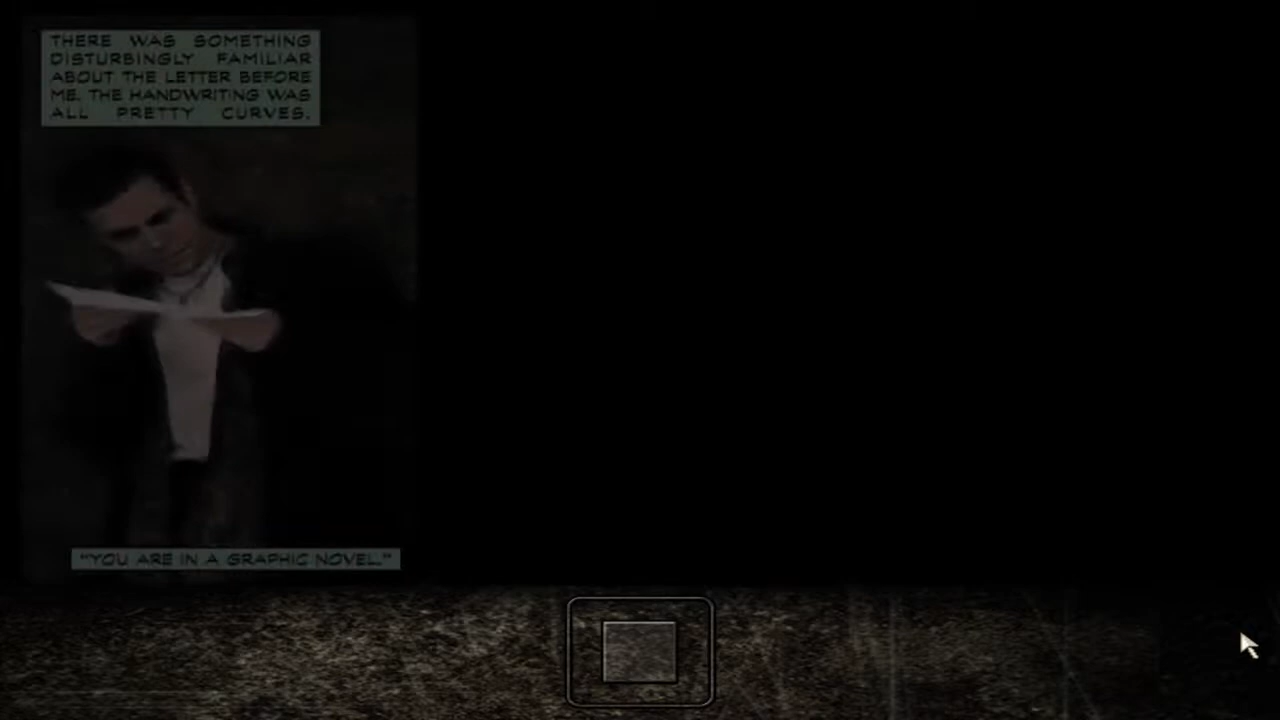 THERE WAS SOMETHING
DISTURBINGLY FAMILIAR
ABOUT THE LETTER BEFORE
ME. THE HANDWRITING WAS
ALL PRETTY CURVES.
"YOU ARE IN A GRAPHIC NOVEL."